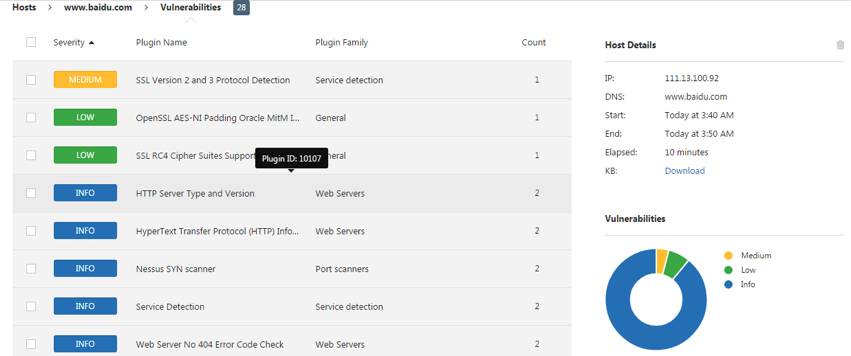 Hosts > www.baidu.com > Vulnerabilities 28
Severity Plugin Name Plugin Family Count
MEDIUM SSL Version 2 and 3 Protocol Detection Service detection 1
LOW OpenSSL AES-NI Padding Oracle MitM I... General 1
LOW SSL RC4 Cipher Suites Support 1
Plugin ID: 10107
INFO HTTP Server Type and Version Web Servers 2
INFO HyperText Transfer Protocol (HTTP) Info... Web Servers 2
INFO Nessus SYN scanner Port scanners 2
INFO Service Detection Service detection 2
INFO Web Server No 404 Error Code Check Web Servers 2
Host Details
IP: 111.13.100.92
DNS: www.baidu.com
Start: Today at 3:40 AM
End: Today at 3:50 AM
Elapsed: 10 minutes
KB: Download
Vulnerabilities
Medium
Low
Info